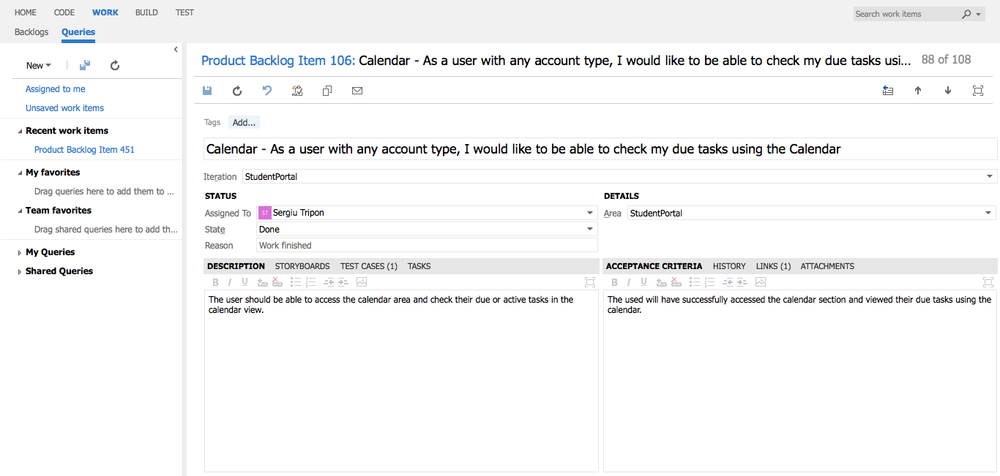 HOME CODE WORK BUILD TEST
Search work items
Backlogs Queries
New
Assigned to me
Unsaved work items
Recent work items
Product Backlog Item 451
My favorites
Drag queries here to add them to ...
Team favorites
Drag shared queries here to add th...
My Queries
Shared Queries
Product Backlog Item 106: Calendar - As a user with any account type, I would like to be able to check my due tasks usi... 88 of 108
Tags Add...
Calendar - As a user with any account type, I would like to be able to check my due tasks using the Calendar
Iteration StudentPortal
STATUS
Assigned To ST Sergiu Tripon
State Done
Reason Work finished
DETAILS
Area StudentPortal
DESCRIPTION STORYBOARDS TEST CASES (1) TASKS
B I U
The user should be able to access the calendar area and check their due or active tasks in the
calendar view.
ACCEPTANCE CRITERIA HISTORY LINKS (1) ATTACHMENTS
B I U
The used will have successfully accessed the calendar section and viewed their due tasks using the
calendar.